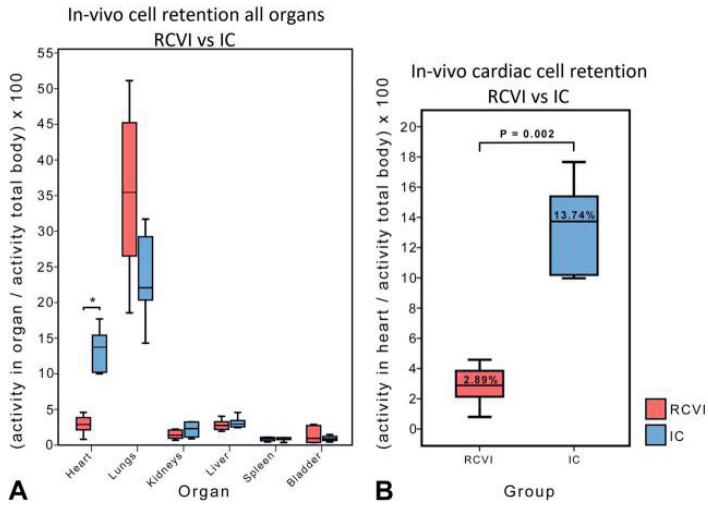 In-vivo cell retention all organs
RCVI vs IC
(activity in organ / activity total body) x 100
55
50
45
40
35
30
25
20
15
10
5
0
*
Heart
Lungs
Kidneys
Liver
Spleen
Bladder
Organ
A
In-vivo cardiac cell retention
RCVI vs IC
(activity in heart / activity total body) x 100
20
18
16
14
12
10
8
6
4
2
0
P = 0.002
13.74%
2.89%
RCVI
IC
Group
B
RCVI
IC